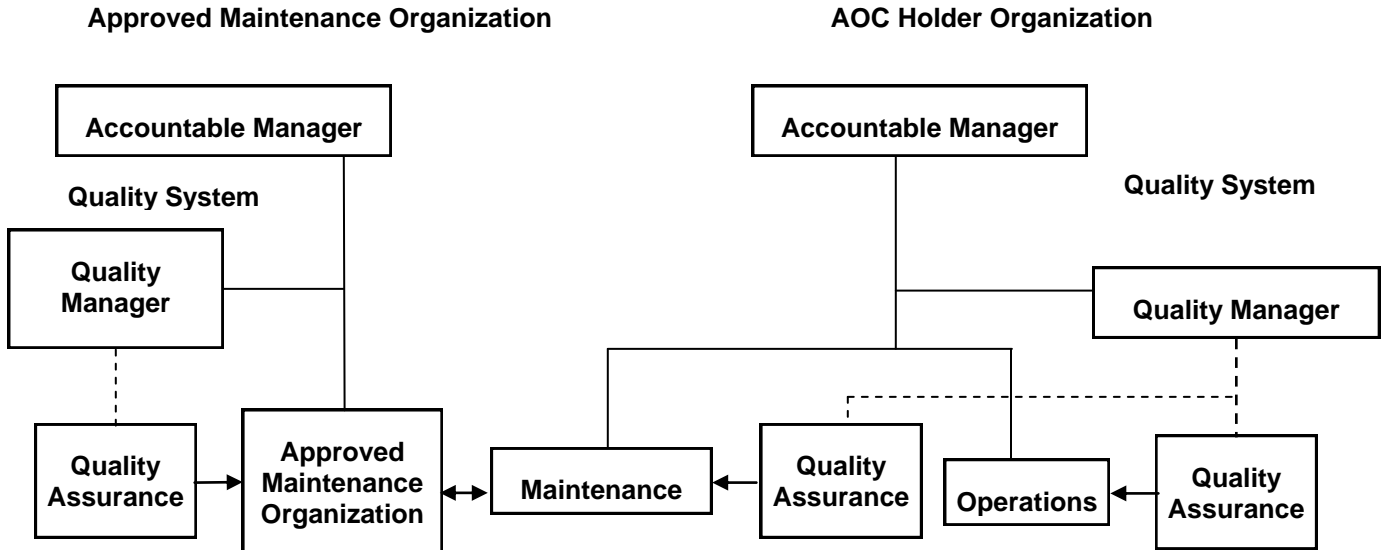 Approved Maintenance Organization
AOC Holder Organization
Accountable Manager
Accountable Manager
Quality System
Quality System
Quality
Manager
Quality Manager
Quality
Assurance
Approved
Maintenance
Organization
Maintenance
Quality
Assurance
Operations
Quality
Assurance